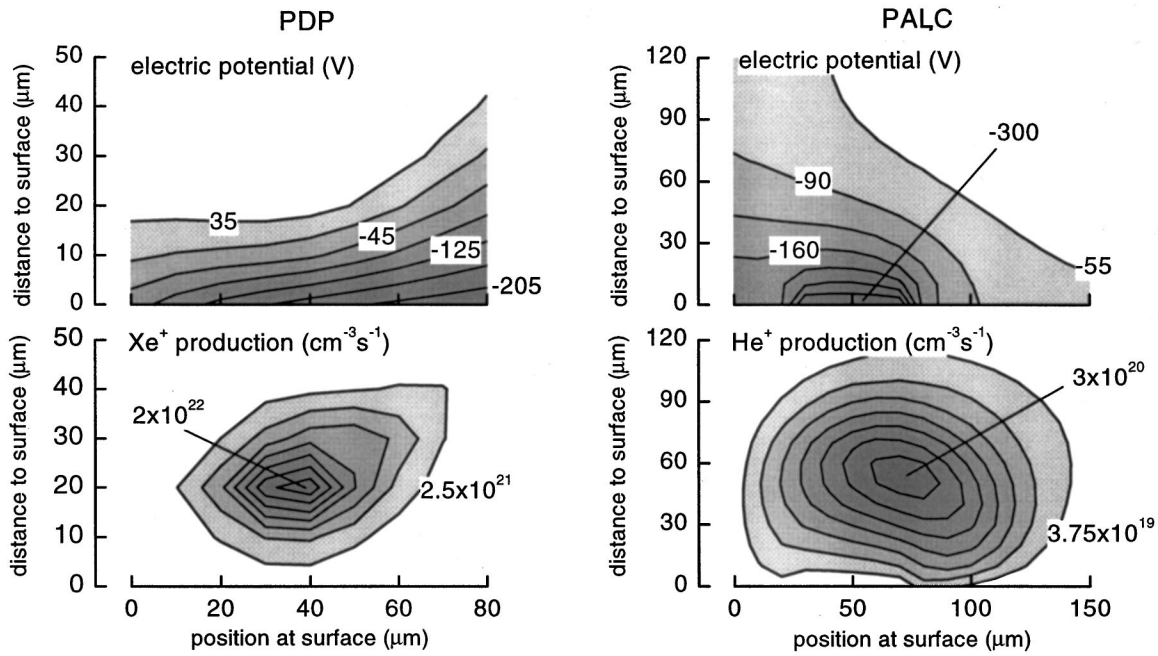 PDP
electric potential (V)
distance to surface (μm)
50
40
30
20
10
0
35
-45
-125
-205
PALC
electric potential (V)
distance to surface (μm)
120
90
60
30
0
-300
-90
-160
-55
Xe⁺ production (cm⁻³s⁻¹)
distance to surface (μm)
50
40
30
20
10
0
2x10²²
2.5x10²¹
0 20 40 60 80
position at surface (μm)
He⁺ production (cm⁻³s⁻¹)
distance to surface (μm)
120
90
60
30
0
3x10²⁰
3.75x10¹⁹
0 50 100 150
position at surface (μm)